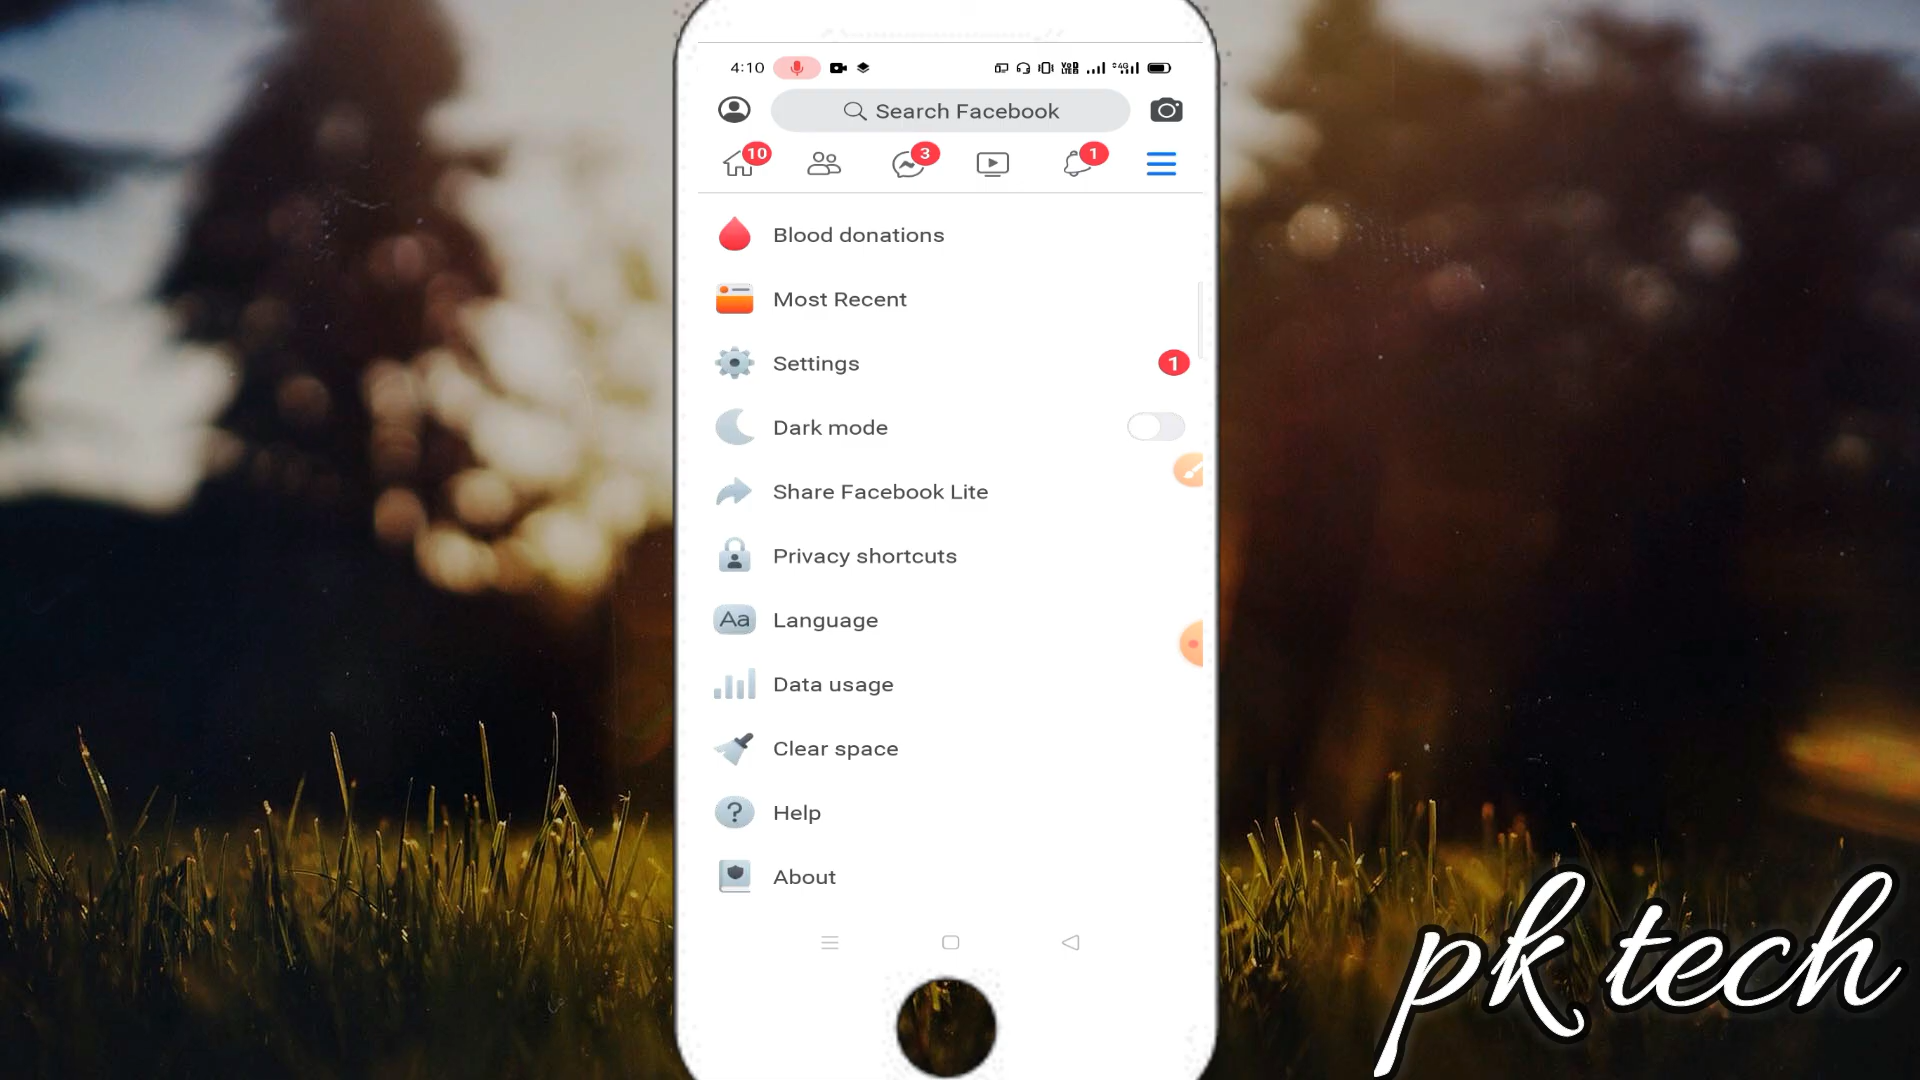 4:10
Search Facebook
10
3
1
Blood donations
Most Recent
Settings
1
Dark mode
Share Facebook Lite
Privacy shortcuts
Aa
Language
Data usage
Clear space
?
Help
About
pk tech